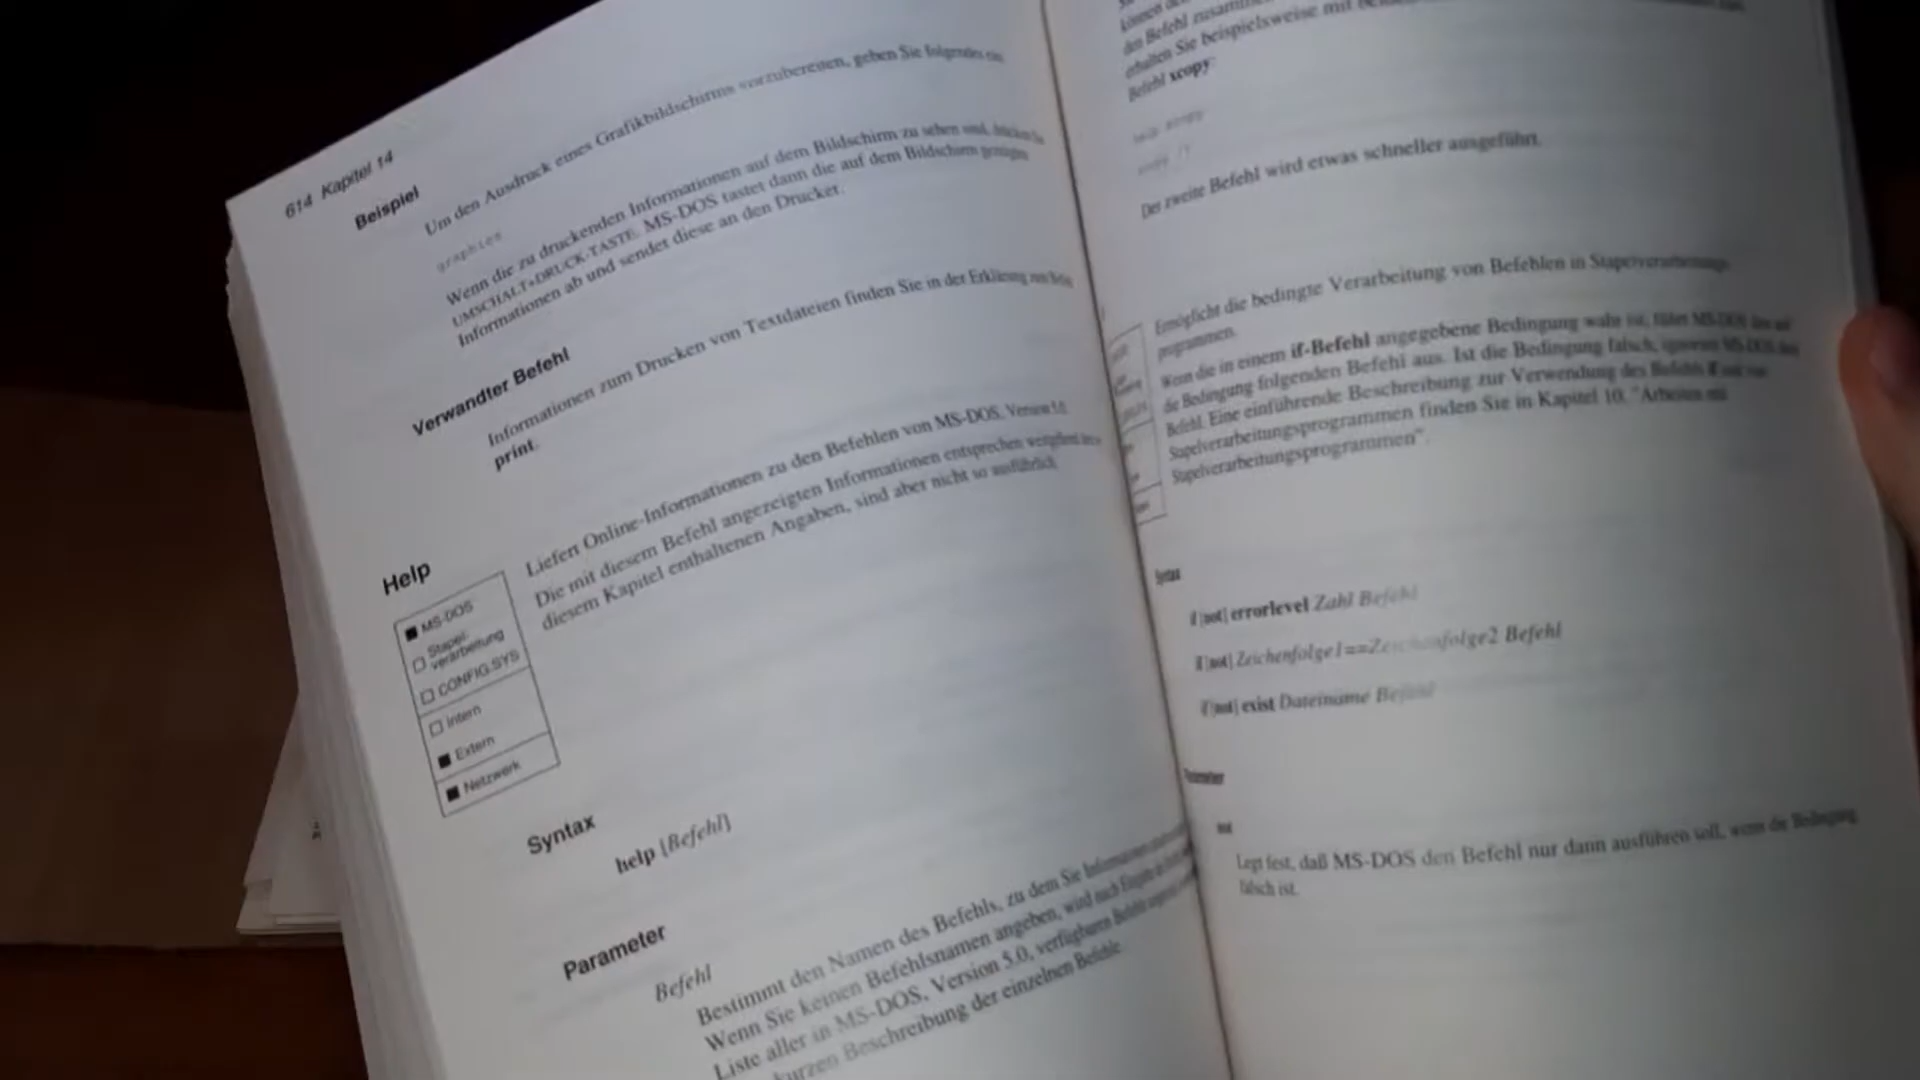 614 Kapitel 14
Beispiel
Um den Ausdruck eines Grafikbildschirms vorzubereiten, geben Sie folgendes ein
graphics
Wenn die zu druckenden Informationen auf dem Bildschirm zu sehen sind,
UMSCHALT+DRUCK-TASTE. MS-DOS tastet dann die auf dem Bildschirm gezeigten
Informationen ab und sendet diese an den Drucker.
Verwandter Befehl
Informationen zum Drucken von Textdateien finden Sie in der Erklärung
print.
Help
■ MS-DOS
□ Stapel-
verarbeitung
□ CONFIG.SYS
□ Intern
■ Extern
■ Netzwerk
Liefert Online-Informationen zu den Befehlen von MS-DOS, Version 5.0.
Die mit diesem Befehl angezeigten Informationen entsprechen
diesem Kapitel enthaltenen Angaben, sind aber nicht so ausführlich.
Syntax
help [Befehl]
Parameter
Befehl
Bestimmt den Namen des Befehls, zu dem Sie Informationen
Wenn Sie keinen Befehlsnamen angeben, wird nach Eingabe
Liste aller in MS-DOS, Version 5.0, verfügbaren Befehle
kurzen Beschreibung der einzelnen Befehle.
den Befehl
erhalten Sie beispielsweise mit
Befehl xcopy:
Der zweite Befehl wird etwas schneller ausgeführt.
Ermöglicht die bedingte Verarbeitung von Befehlen in Stapelverarbeitungs-
programmen.
Wenn die in einem if-Befehl angegebene Bedingung wahr ist, führt MS-DOS den auf
die Bedingung folgenden Befehl aus. Ist die Bedingung falsch, ignoriert MS-DOS den
Befehl. Eine einführende Beschreibung zur Verwendung des Befehls if
Stapelverarbeitungsprogrammen finden Sie in Kapitel 10, "Arbeiten mit
Stapelverarbeitungsprogrammen".
Syntax
if [not] errorlevel Zahl Befehl
if [not] Zeichenfolge1==Zeichenfolge2 Befehl
if [not] exist Dateiname Befehl
Parameter
not
Legt fest, daß MS-DOS den Befehl nur dann ausführen soll, wenn die Bedingung
falsch ist.